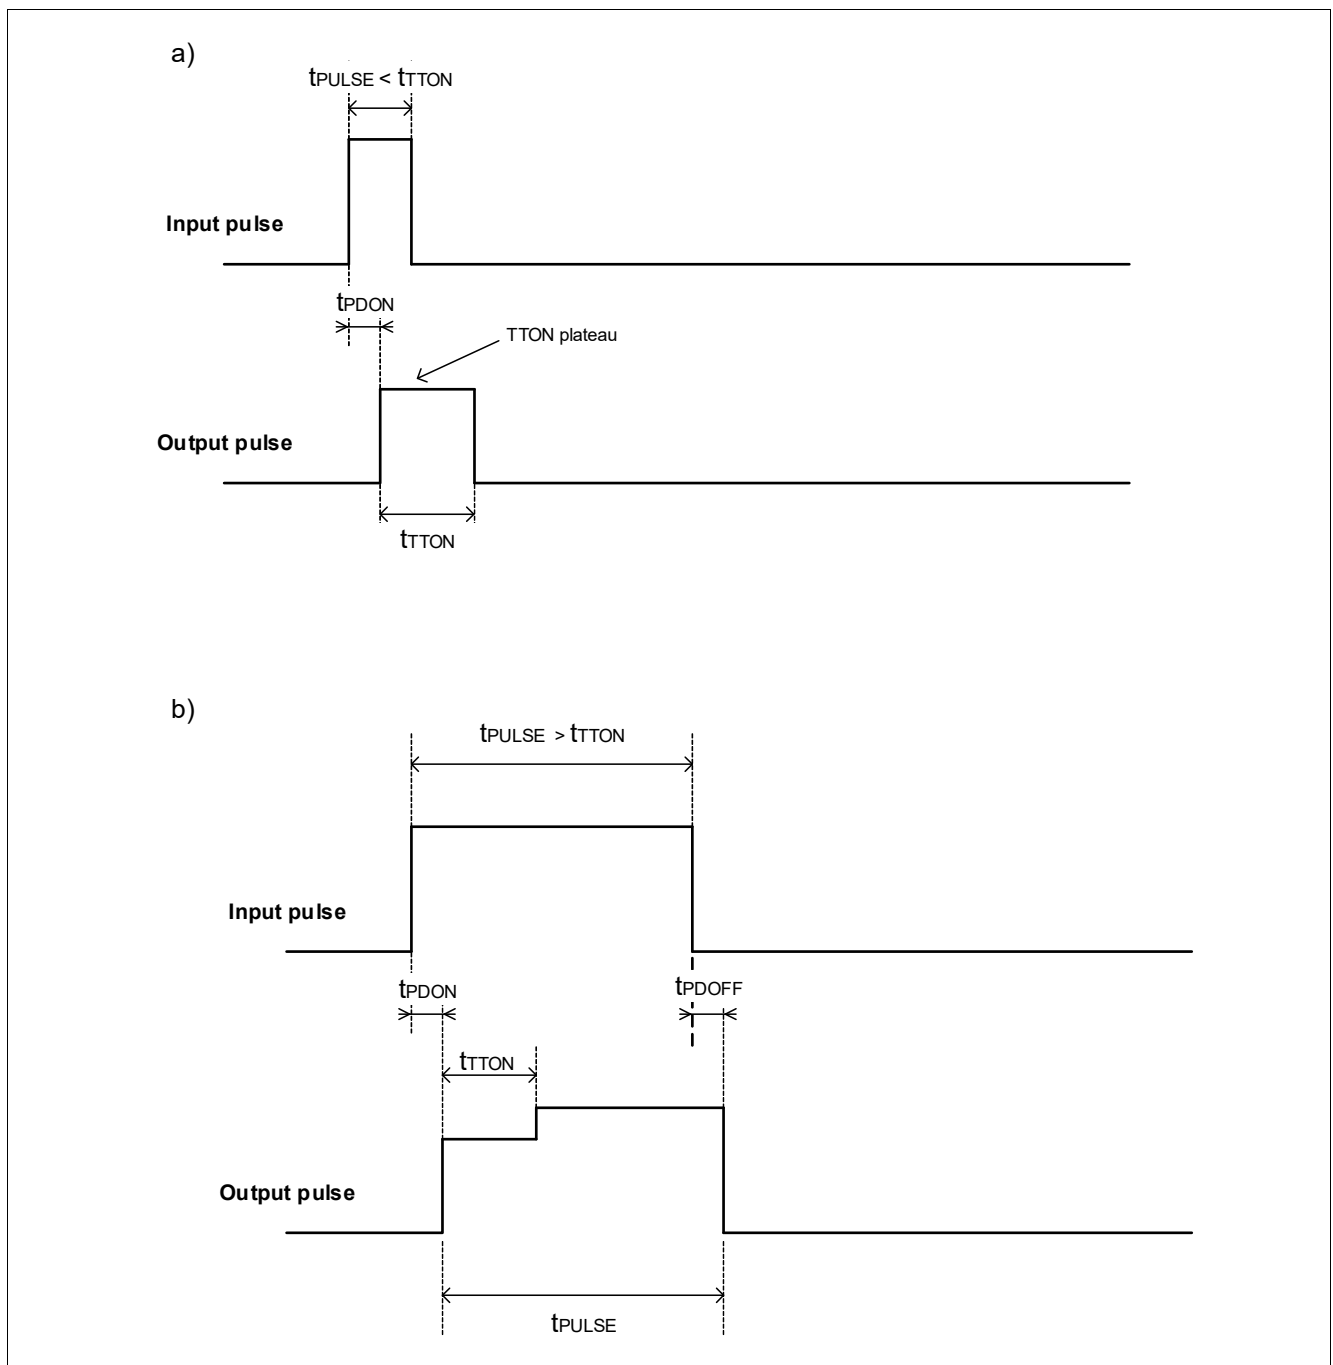 a)
tPULSE < tTTON
Input pulse
tPDON
TTON plateau
Output pulse
tTTON
b)
tPULSE > tTTON
Input pulse
tPDON
tPDOFF
tTTON
Output pulse
tPULSE